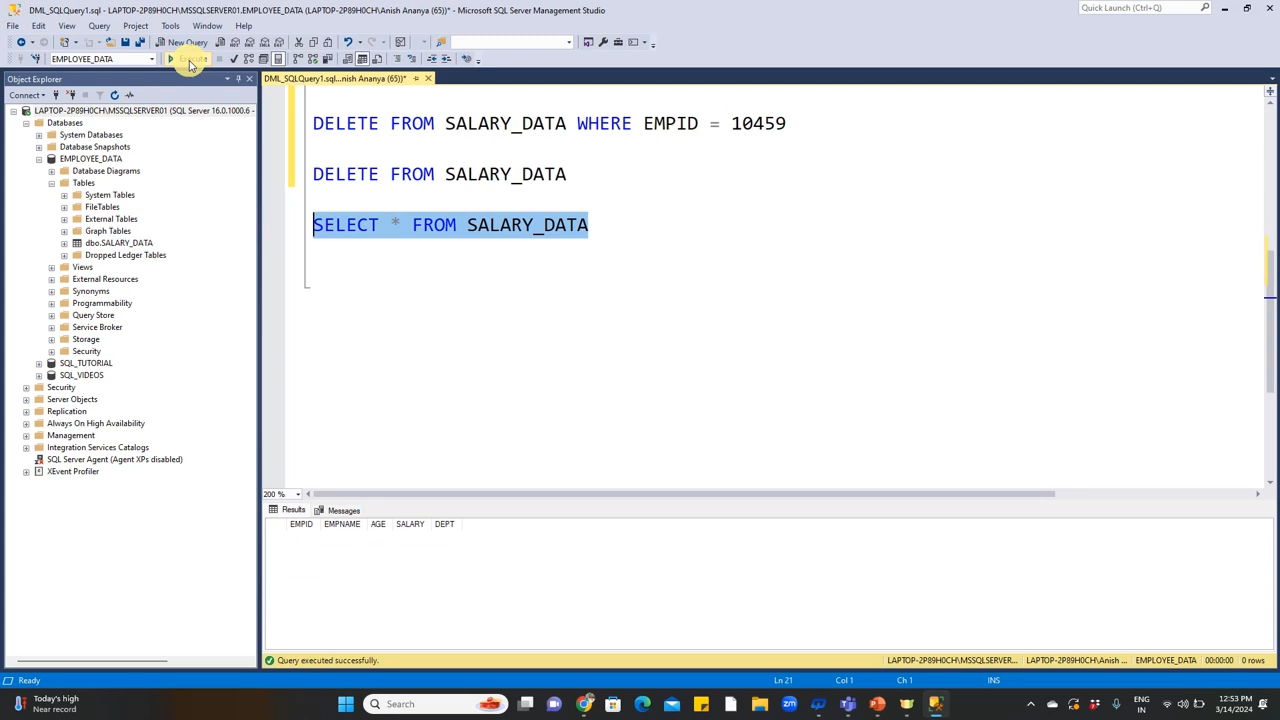 DML_SQLQuery1.sql - LAPTOP-2P89H0CH\MSSQLSERVER01.EMPLOYEE_DATA (LAPTOP-2P89H0CH\Anish Ananya (65))* - Microsoft SQL Server Management Studio
Quick Launch (Ctrl+Q)
File Edit View Query Project Tools Window Help
New Query
EMPLOYEE_DATA
Execute
Object Explorer
DML_SQLQuery1.sql...nish Ananya (65))*
Connect
LAPTOP-2P89H0CH\MSSQLSERVER01 (SQL Server 16.0.1000.6 -
Databases
System Databases
Database Snapshots
EMPLOYEE_DATA
Database Diagrams
Tables
System Tables
FileTables
External Tables
Graph Tables
dbo.SALARY_DATA
Dropped Ledger Tables
Views
External Resources
Synonyms
Programmability
Query Store
Service Broker
Storage
Security
SQL_TUTORIAL
SQL_VIDEOS
Security
Server Objects
Replication
Always On High Availability
Management
Integration Services Catalogs
SQL Server Agent (Agent XPs disabled)
XEvent Profiler
DELETE FROM SALARY_DATA WHERE EMPID = 10459
DELETE FROM SALARY_DATA
SELECT * FROM SALARY_DATA
200 %
Results Messages
EMPID EMPNAME AGE SALARY DEPT
Query executed successfully.
LAPTOP-2P89H0CH\MSSQLSERVER... LAPTOP-2P89H0CH\Anish ... EMPLOYEE_DATA 00:00:00 0 rows
Ready
Ln 21 Col 1 Ch 1 INS
Today's high
Near record
Search
ENG
IN
12:53 PM
3/14/2024